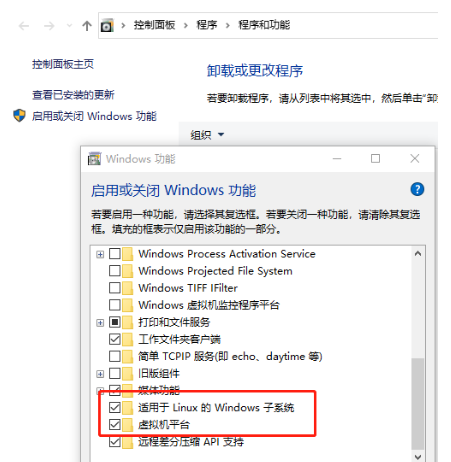 控制面板 › 程序 › 程序和功能
控制面板主页
卸载或更改程序
查看已安装的更新
若要卸载程序，请从列表中将其选中，然后单击"卸
启用或关闭 Windows 功能
组织
Windows 功能
启用或关闭 Windows 功能
若要启用一种功能，请选择其复选框。若要关闭一种功能，请清除其复选
框。填充的框表示仅启用该功能的一部分。
Windows Process Activation Service
Windows Projected File System
Windows TIFF IFilter
Windows 虚拟机监控程序平台
打印和文件服务
工作文件夹客户端
简单 TCPIP 服务(即 echo、daytime 等)
旧版组件
媒体功能
适用于 Linux 的 Windows 子系统
虚拟机平台
远程差分压缩 API 支持